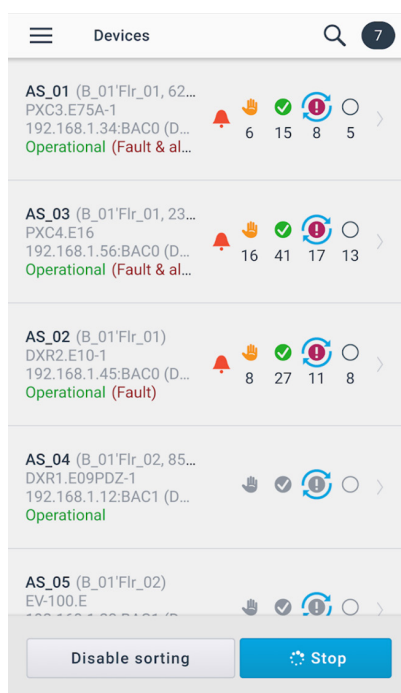 Devices 7
AS_01 (B_01'Flr_01, 62...
PXC3.E75A-1
192.168.1.34:BAC0 (D...
Operational (Fault & al...
6 15 8 5
AS_03 (B_01'Flr_01, 23...
PXC4.E16
192.168.1.56:BAC0 (D...
Operational (Fault & al...
16 41 17 13
AS_02 (B_01'Flr_01)
DXR2.E10-1
192.168.1.45:BAC0 (D...
Operational (Fault)
8 27 11 8
AS_04 (B_01'Flr_02, 85...
DXR1.E09PDZ-1
192.168.1.12:BAC1 (D...
Operational
AS_05 (B_01'Flr_02)
EV-100.E
Disable sorting Stop